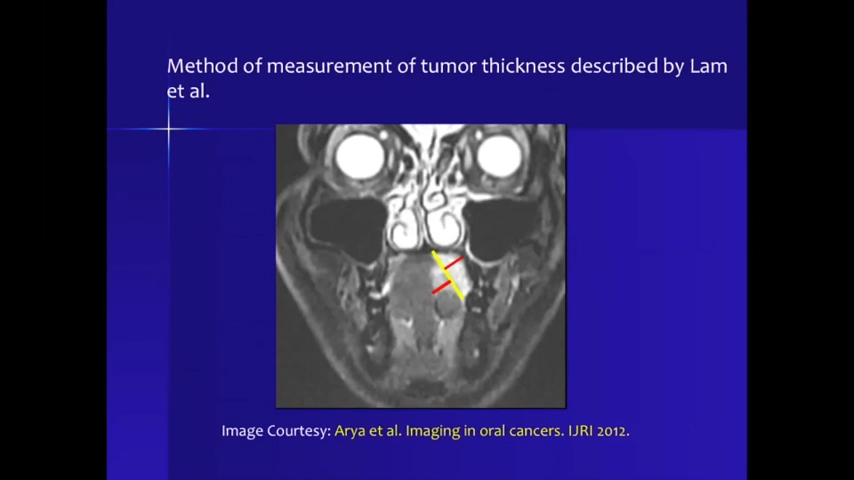 Method of measurement of tumor thickness described by Lam
et al.
Image Courtesy: Arya et al. Imaging in oral cancers. IJRI 2012.